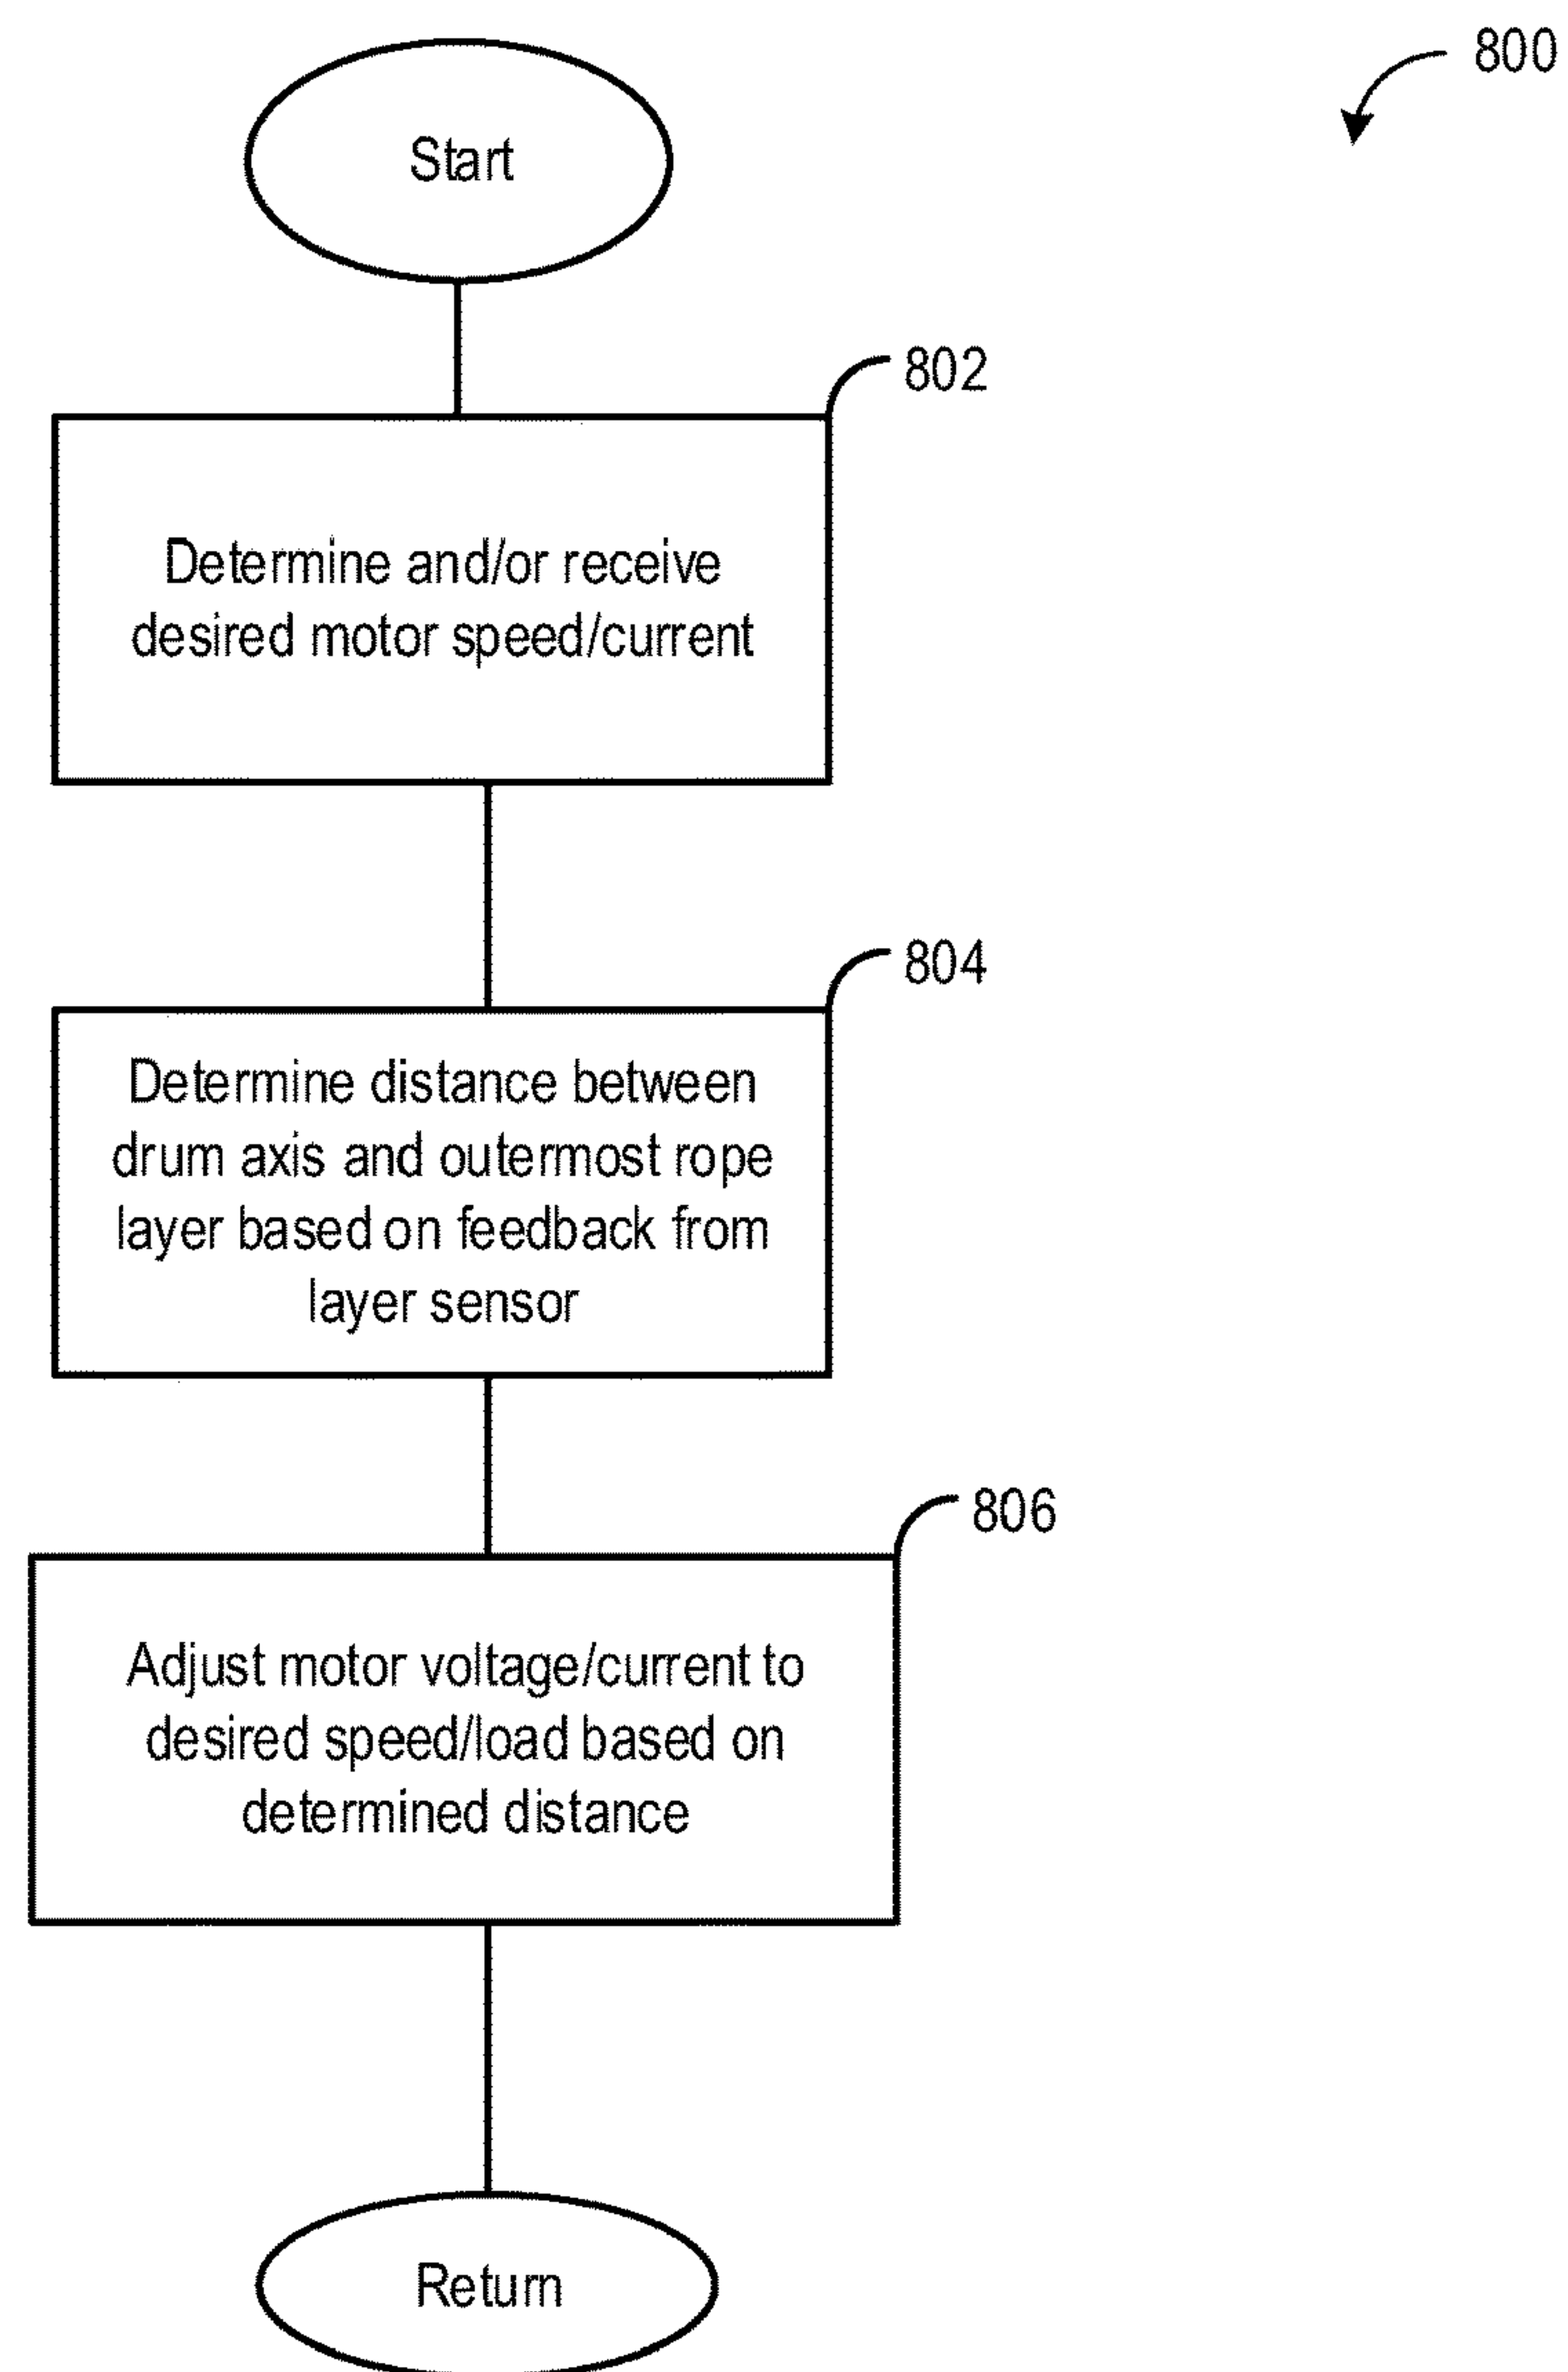 800
Start
802
Determine and/or receive
desired motor speed/current
804
Determine distance between
drum axis and outermost rope
layer based on feedback from
layer sensor
806
Adjust motor voltage/current to
desired speed/load based on
determined distance
Return